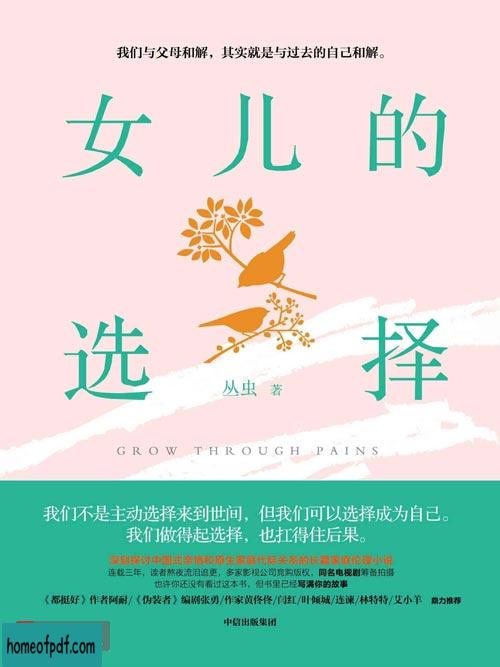 我们与父母和解，其实就是与过去的自己和解。
女儿的
选择
丛虫 著
GROW THROUGH PAINS
我们不是主动选择来到世间，但我们可以选择成为自己。
我们做得起选择，也扛得住后果。
深刻探讨中国式亲情和原生家庭代际关系的长篇家庭伦理小说
连载三年，读者熬夜流泪追更，多家影视公司竞购版权，同名电视剧筹备拍摄
也许你还没有看过这本书，但书里已经写满你的故事
《都挺好》作者阿耐/《伪装者》编剧张勇/作家黄佟佟/闫红/叶倾城/连谏/林特特/艾小羊 鼎力推荐
中信出版集团
homeofpdf.com